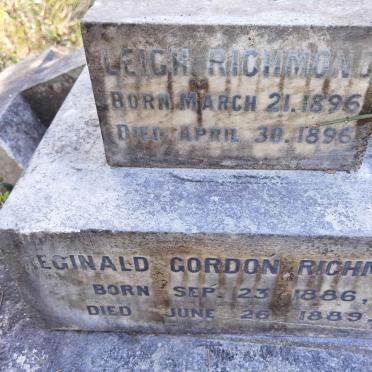 LEIGH RICHMOND
BORN MARCH 21. 1896
DIED APRIL 30. 1896
REGINALD GORDON RICHM
BORN SEP. 23 1886,
DIED JUNE 26 1889,